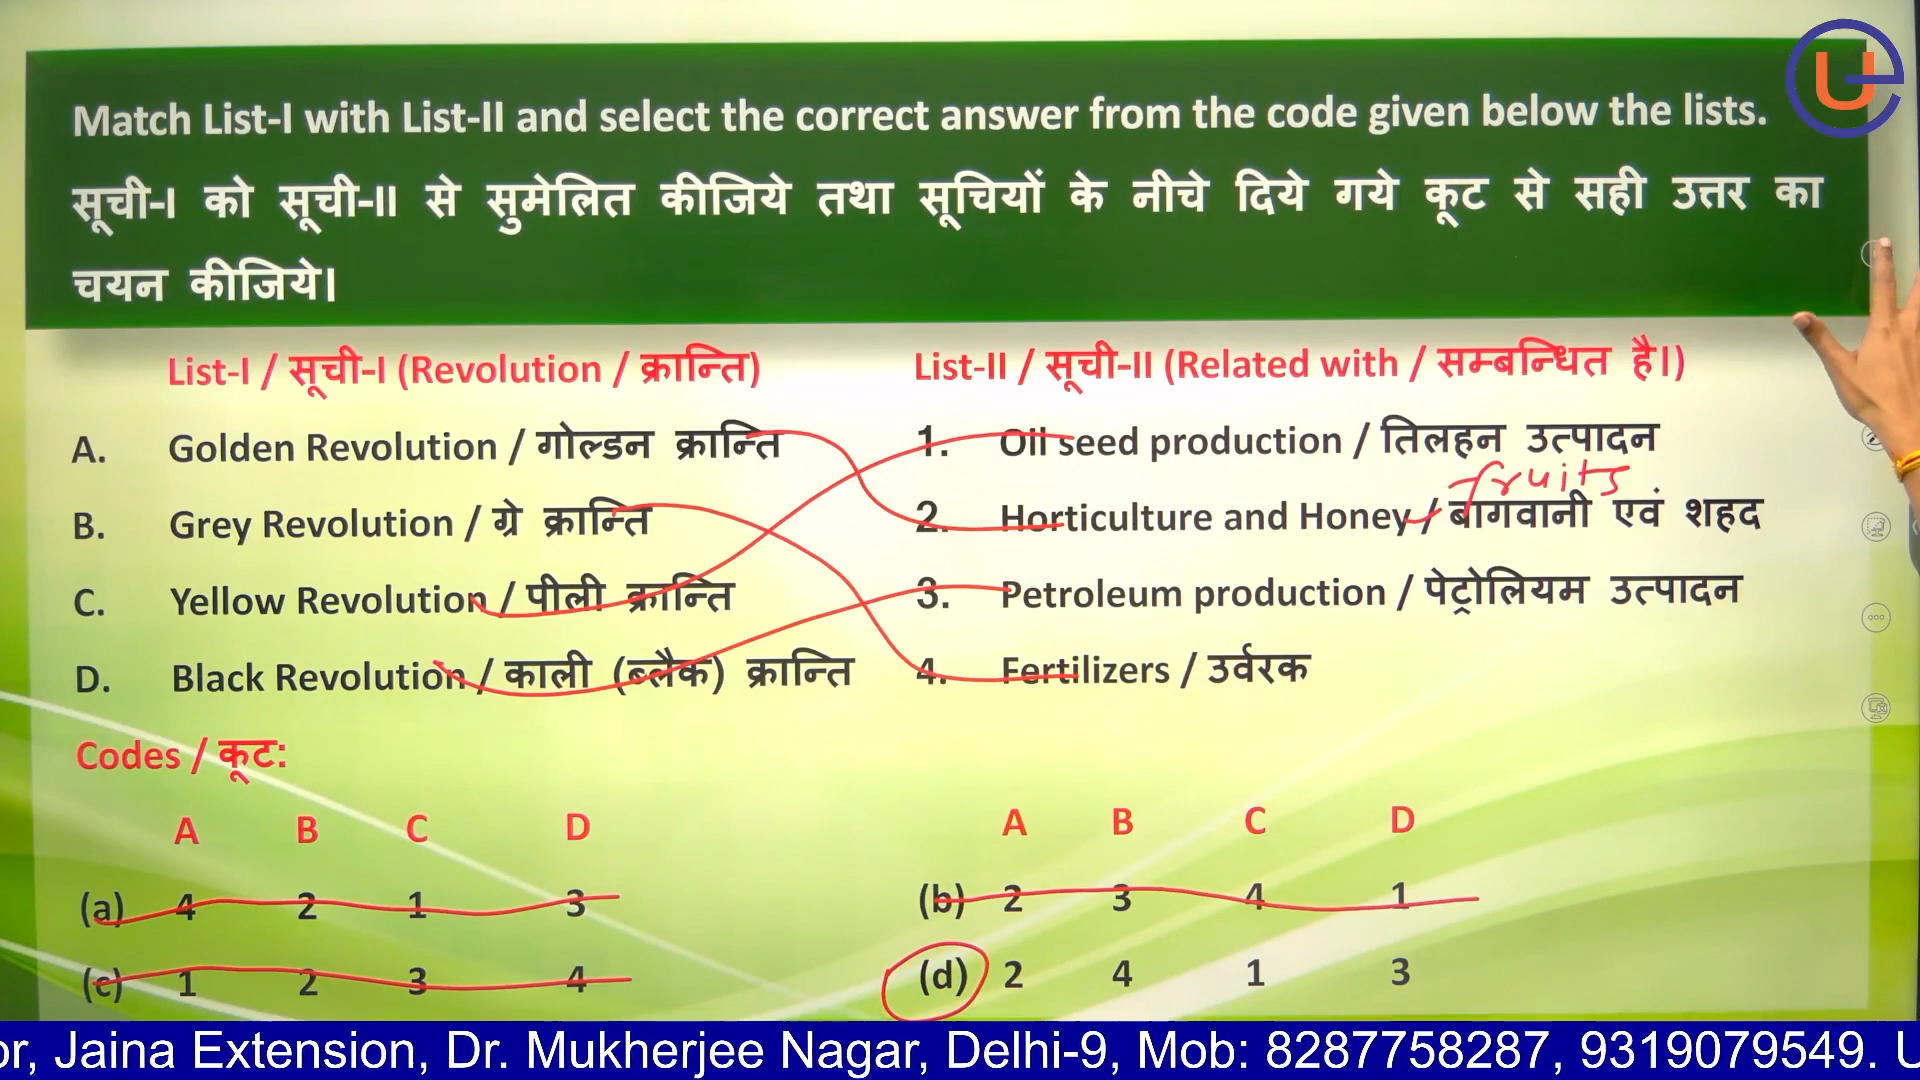 Match List-I with List-II and select the correct answer from the code given below the lists.
सूची-I को सूची-II से सुमेलित कीजिये तथा सूचियों के नीचे दिये गये कूट से सही उत्तर का
चयन कीजिये।
List-I / सूची-I (Revolution / क्रान्ति) List-II / सूची-II (Related with / सम्बन्धित है।)
A. Golden Revolution / गोल्डन क्रान्ति 1. Oil seed production / तिलहन उत्पादन
fruits
B. Grey Revolution / ग्रे क्रान्ति 2. Horticulture and Honey / बागवानी एवं शहद
C. Yellow Revolution / पीली क्रान्ति 3. Petroleum production / पेट्रोलियम उत्पादन
D. Black Revolution / काली (ब्लैक) क्रान्ति 4. Fertilizers / उर्वरक
Codes / कूट:
A B C D A B C D
(a) 4 2 1 3 (b) 2 3 4 1
(c) 1 2 3 4 (d) 2 4 1 3
or, Jaina Extension, Dr. Mukherjee Nagar, Delhi-9, Mob: 8287758287, 9319079549. U